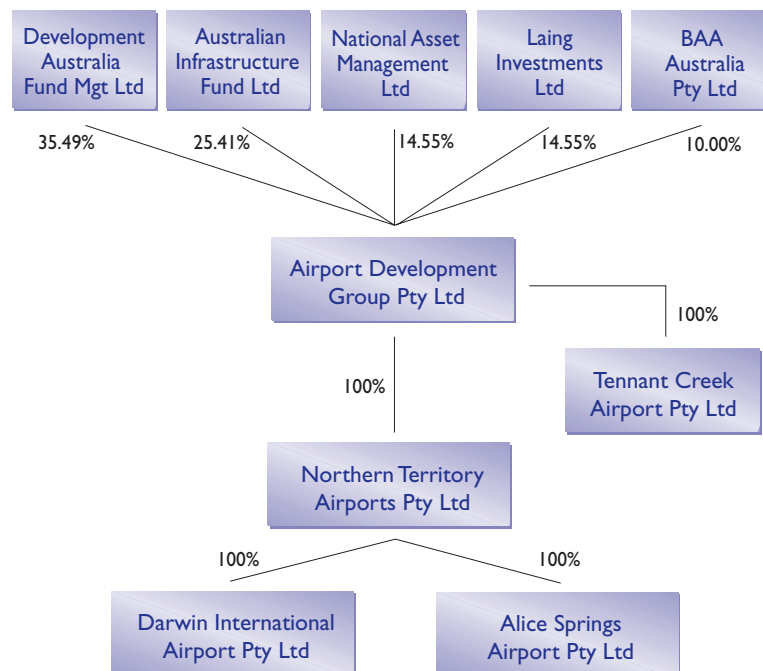 Development
Australia
Fund Mgt Ltd
Australian
Infrastructure
Fund Ltd
National Asset
Management
Ltd
Laing
Investments
Ltd
BAA
Australia
Pty Ltd
35.49%
25.41%
14.55%
14.55%
10.00%
Airport Development
Group Pty Ltd
100%
Tennant Creek
Airport Pty Ltd
100%
Northern Territory
Airports Pty Ltd
100%
100%
Darwin International
Airport Pty Ltd
Alice Springs
Airport Pty Ltd